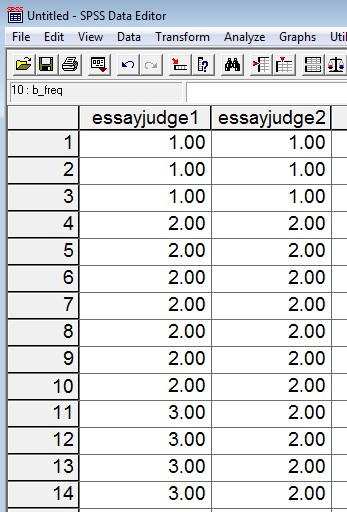 Untitled - SPSS Data Editor
File Edit View Data Transform Analyze Graphs Uti
10 : b_freq
essayjudge1 essayjudge2
1 1.00 1.00
2 1.00 1.00
3 1.00 1.00
4 2.00 2.00
5 2.00 2.00
6 2.00 2.00
7 2.00 2.00
8 2.00 2.00
9 2.00 2.00
10 2.00 2.00
11 3.00 2.00
12 3.00 2.00
13 3.00 2.00
14 3.00 2.00